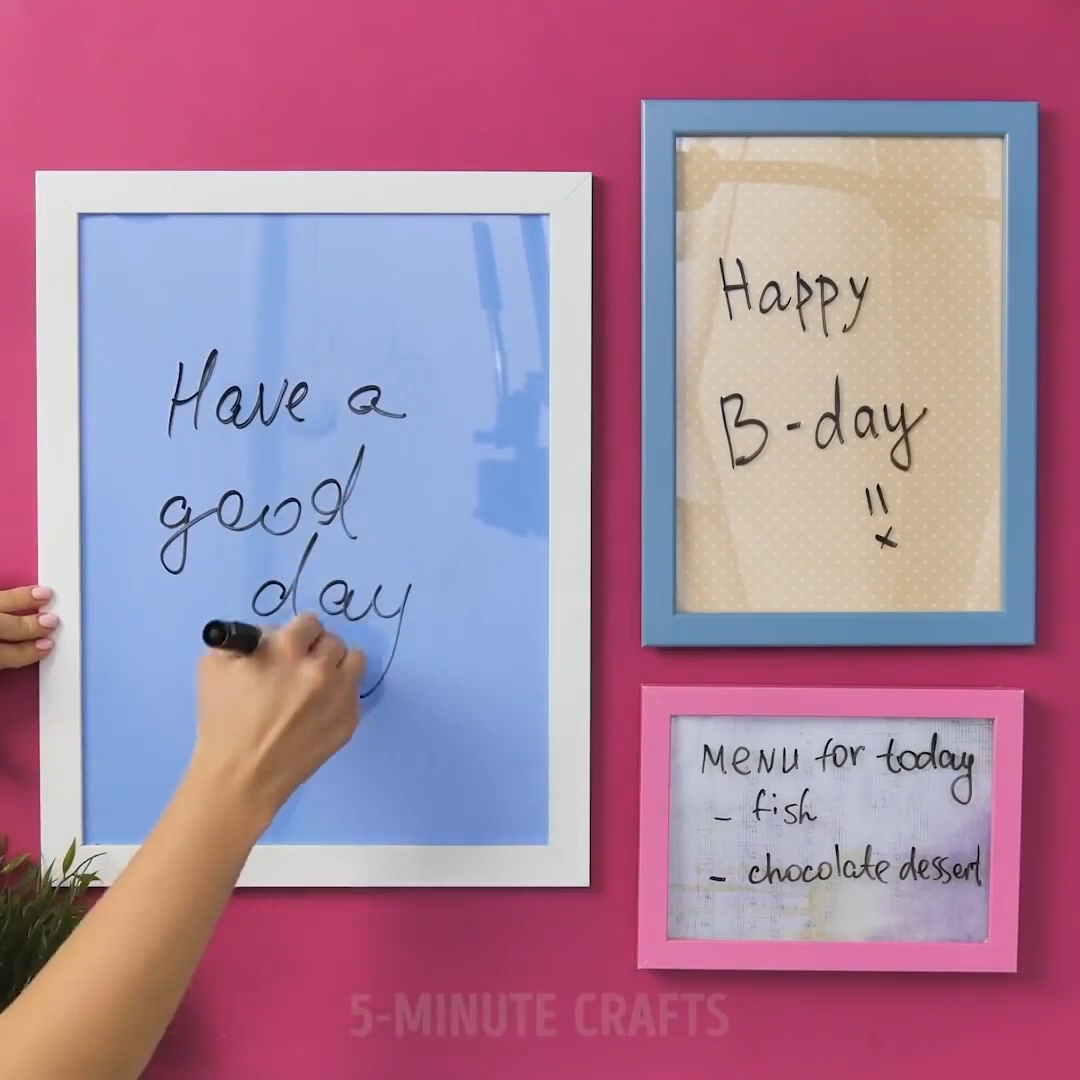 Have a
good
day
Happy
B-day
!!
MENU for today
- fish
- chocolate dessert
5-MINUTE CRAFTS